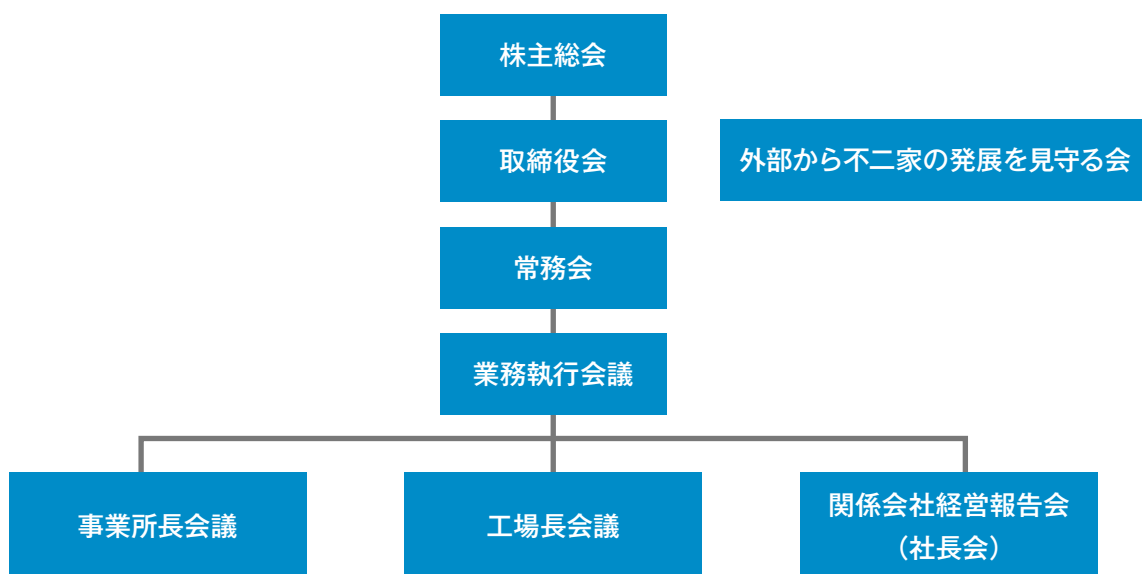 株主総会
取締役会
外部から不二家の発展を見守る会
常務会
業務執行会議
事業所長会議
工場長会議
関係会社経営報告会
（社長会）